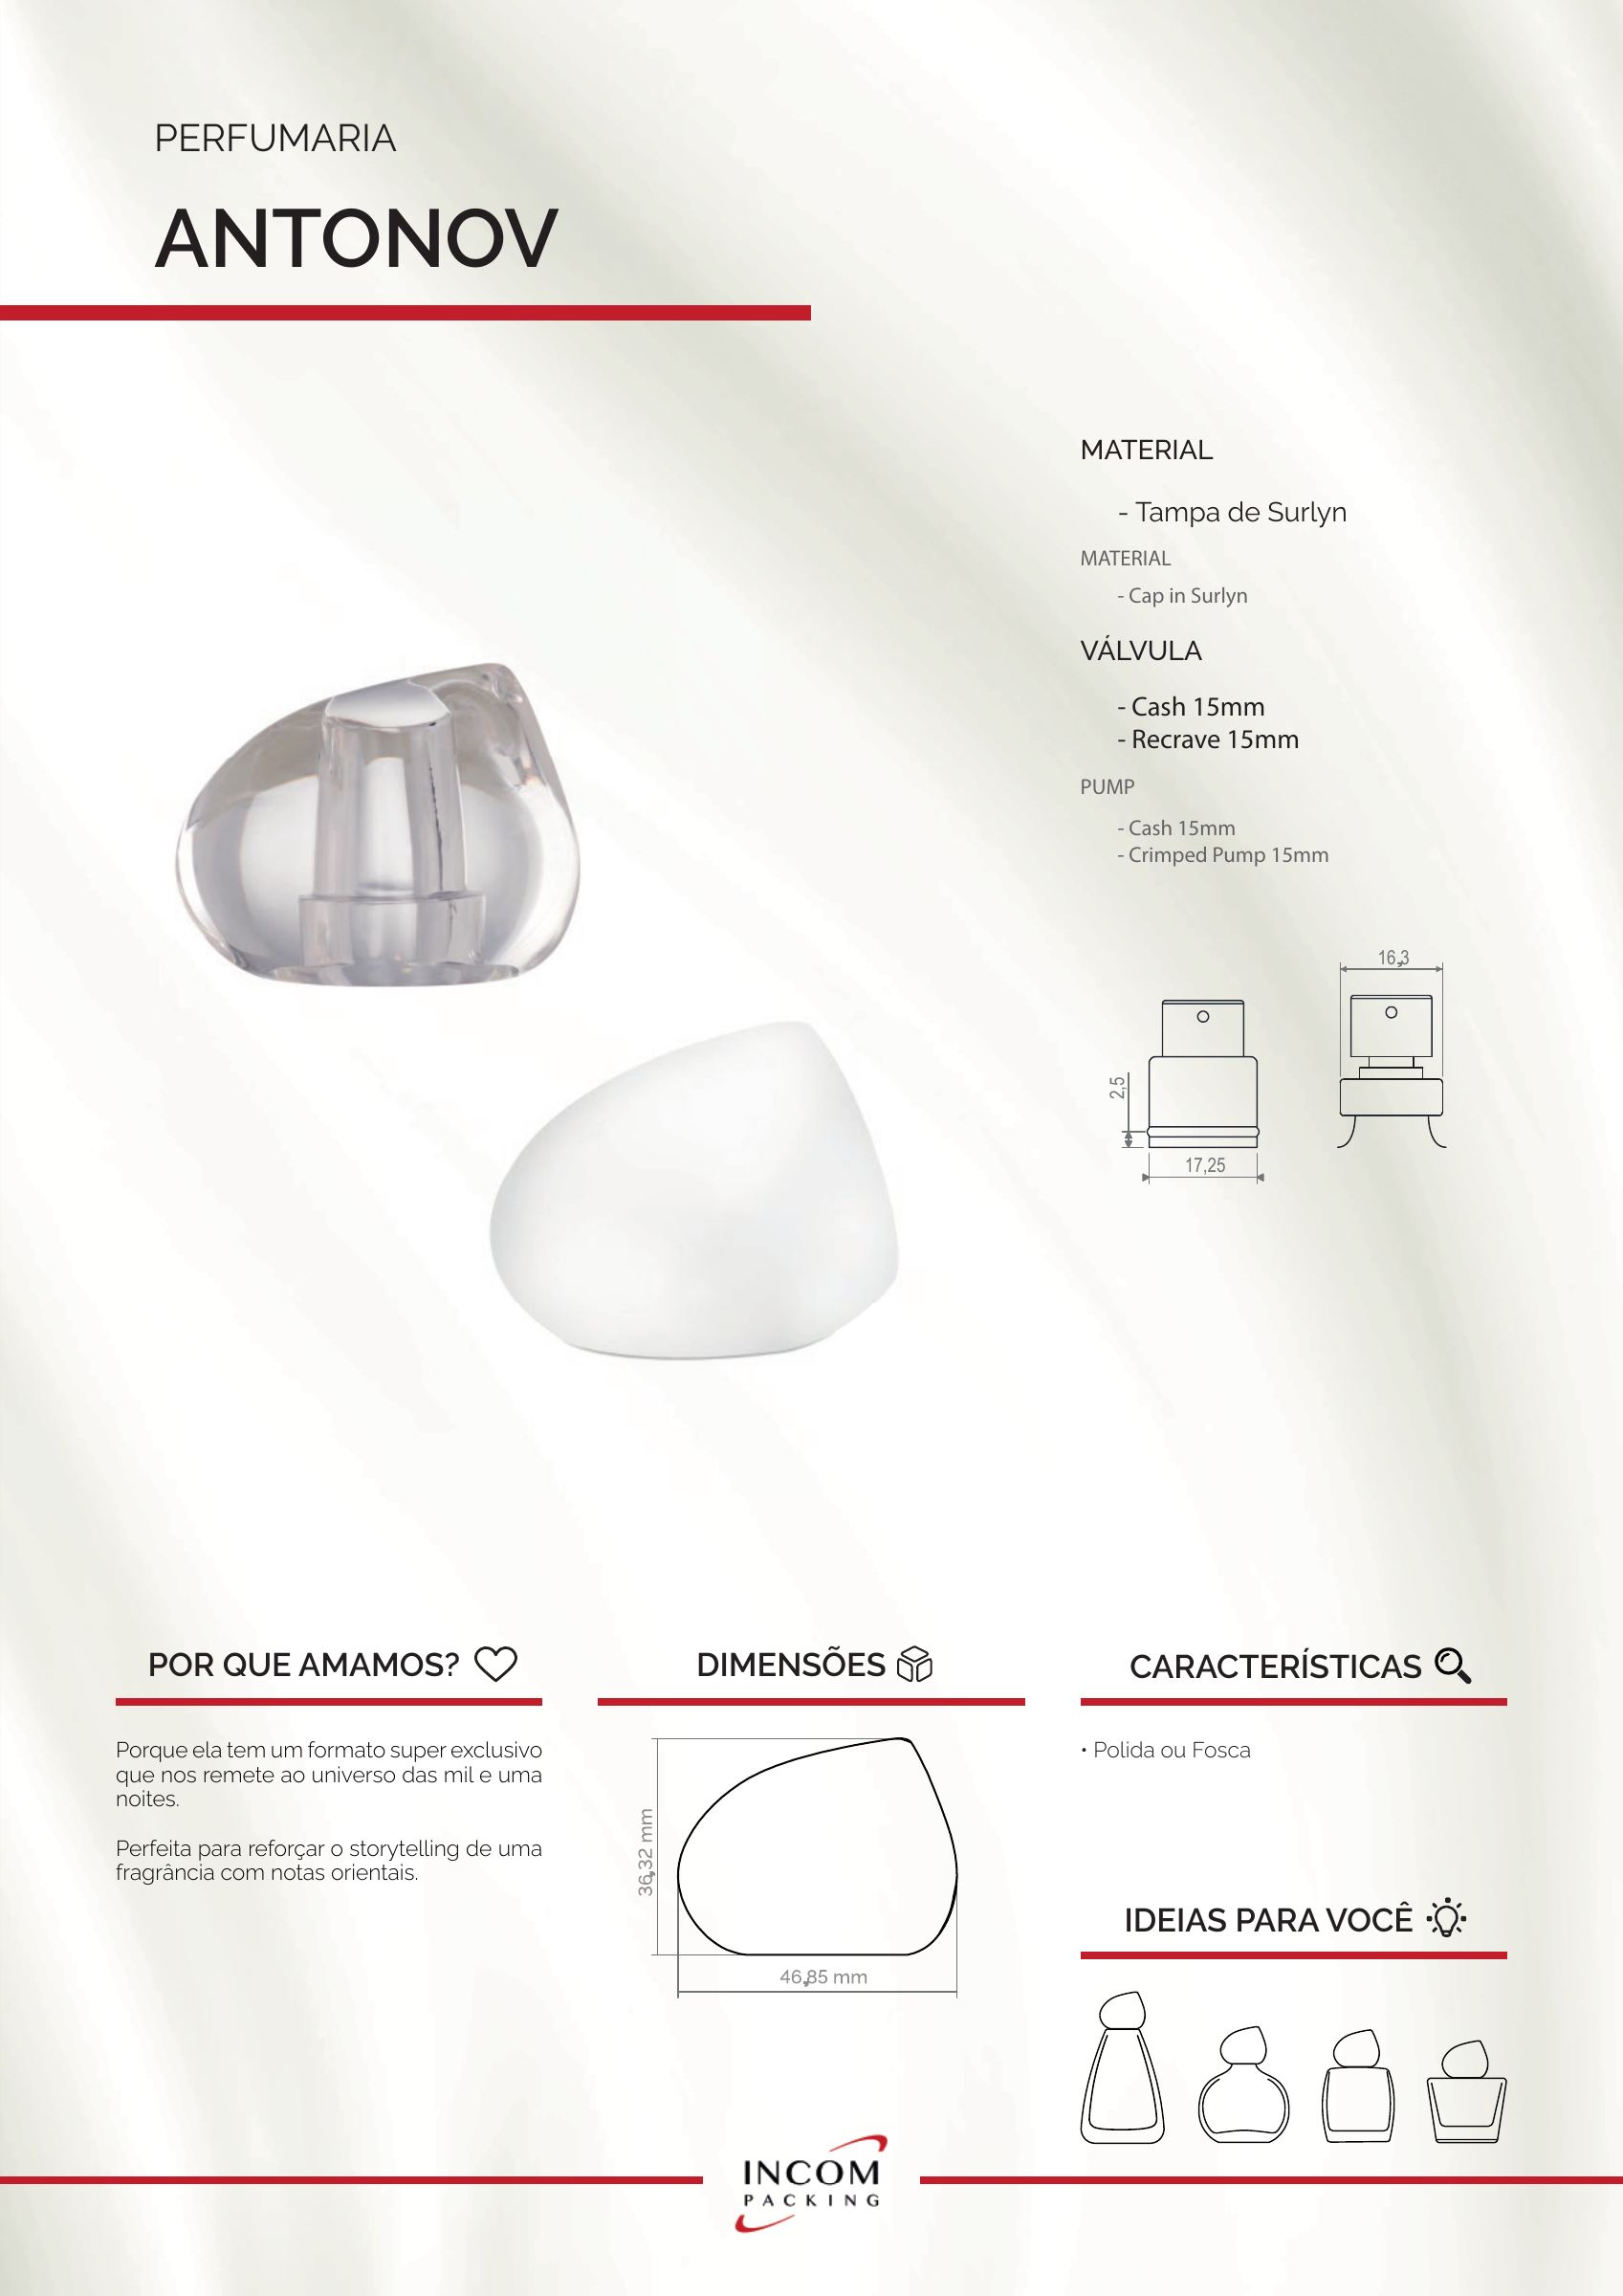 PERFUMARIA
ANTONOV
MATERIAL
- Tampa de Surlyn
MATERIAL
- Cap in Surlyn
VÁLVULA
- Cash 15mm
- Recrave 15mm
PUMP
- Cash 15mm
- Crimped Pump 15mm
16,3
2,5
17,25
POR QUE AMAMOS?
Porque ela tem um formato super exclusivo
que nos remete ao universo das mil e uma
noites.
Perfeita para reforçar o storytelling de uma
fragrância com notas orientais.
DIMENSÕES
36,32 mm
46,85 mm
CARACTERÍSTICAS
• Polida ou Fosca
IDEIAS PARA VOCÊ
INCOM
PACKING